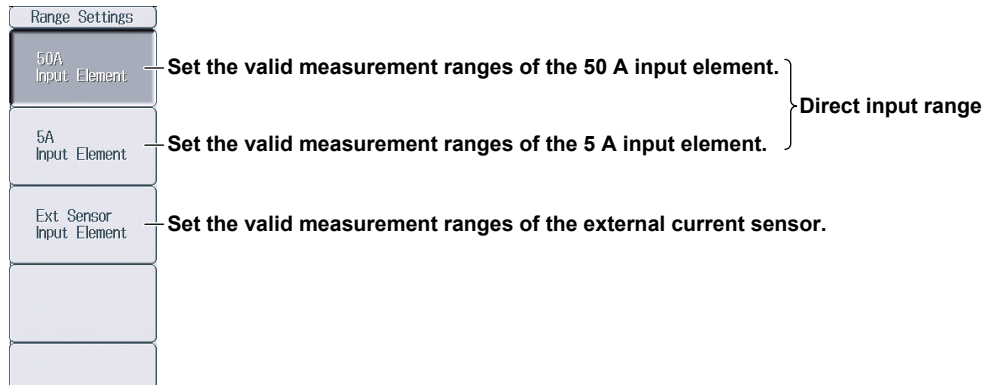 Range Settings
50A
Input Element
Set the valid measurement ranges of the 50 A input element.
Direct input range
5A
Input Element
Set the valid measurement ranges of the 5 A input element.
Ext Sensor
Input Element
Set the valid measurement ranges of the external current sensor.